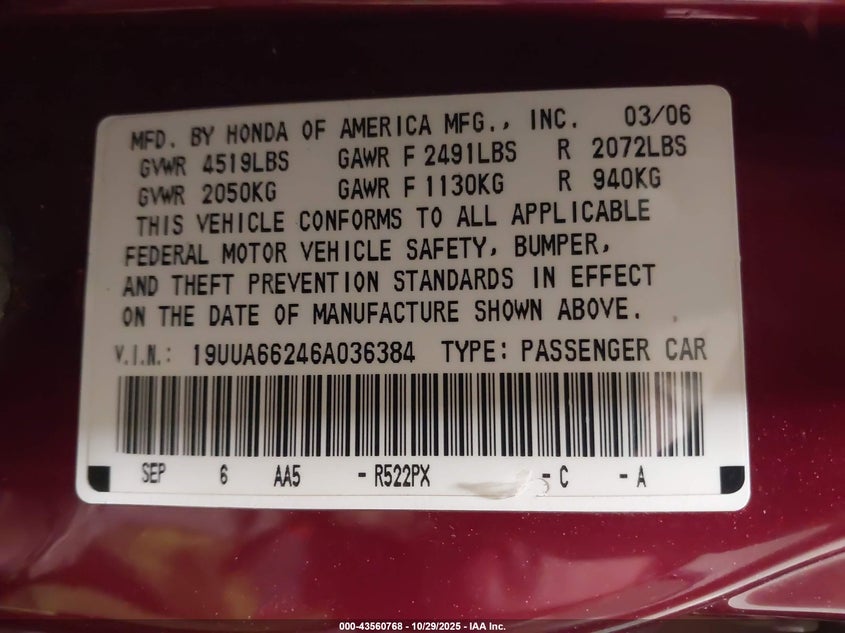 MFD. BY HONDA OF AMERICA MFG., INC. 03/06
GVWR 4519LBS GAWR F 2491LBS R 2072LBS
GVWR 2050KG GAWR F 1130KG R 940KG
THIS VEHICLE CONFORMS TO ALL APPLICABLE
FEDERAL MOTOR VEHICLE SAFETY, BUMPER,
AND THEFT PREVENTION STANDARDS IN EFFECT
ON THE DATE OF MANUFACTURE SHOWN ABOVE.
V.I.N.: 19UUA66246A036384 TYPE: PASSENGER CAR
SEP 6 AA5 - R522PX - C - A
000-43560768 - 10/29/2025 - IAA Inc.